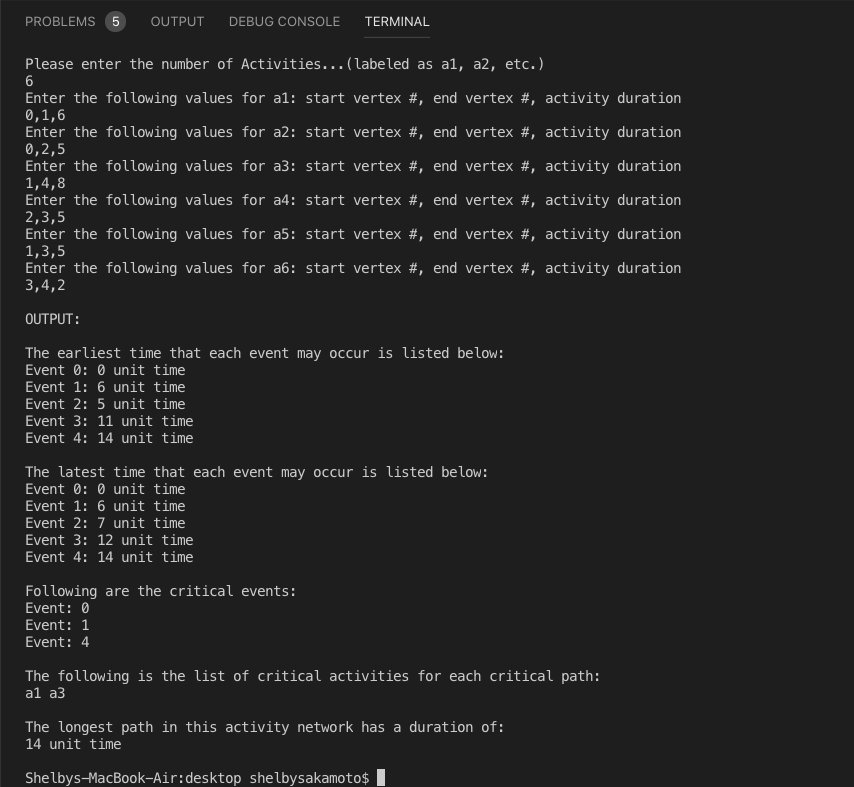 PROBLEMS 5 OUTPUT DEBUG CONSOLE TERMINAL
Please enter the number of Activities...(labeled as a1, a2, etc.)
6
Enter the following values for a1: start vertex #, end vertex #, activity duration
0,1,6
Enter the following values for a2: start vertex #, end vertex #, activity duration
0,2,5
Enter the following values for a3: start vertex #, end vertex #, activity duration
1,4,8
Enter the following values for a4: start vertex #, end vertex #, activity duration
2,3,5
Enter the following values for a5: start vertex #, end vertex #, activity duration
1,3,5
Enter the following values for a6: start vertex #, end vertex #, activity duration
3,4,2
OUTPUT:
The earliest time that each event may occur is listed below:
Event 0: 0 unit time
Event 1: 6 unit time
Event 2: 5 unit time
Event 3: 11 unit time
Event 4: 14 unit time
The latest time that each event may occur is listed below:
Event 0: 0 unit time
Event 1: 6 unit time
Event 2: 7 unit time
Event 3: 12 unit time
Event 4: 14 unit time
Following are the critical events:
Event: 0
Event: 1
Event: 4
The following is the list of critical activities for each critical path:
a1 a3
The longest path in this activity network has a duration of:
14 unit time
Shelbys-MacBook-Air:desktop shelbysakamoto$